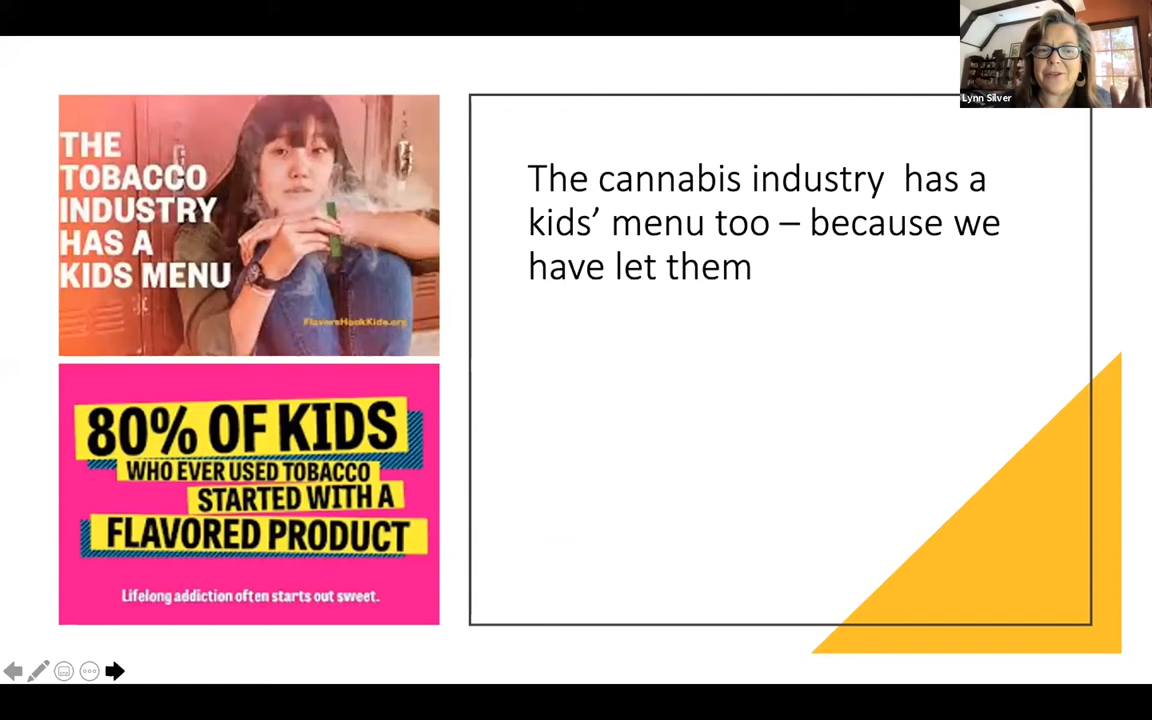 Lynn Silver
THE
TOBACCO
INDUSTRY
HAS A
KIDS MENU
FlavorsHookKids.org
80% OF KIDS
WHO EVER USED TOBACCO
STARTED WITH A
FLAVORED PRODUCT
Lifelong addiction often starts out sweet.
The cannabis industry  has a
kids’ menu too – because we
have let them